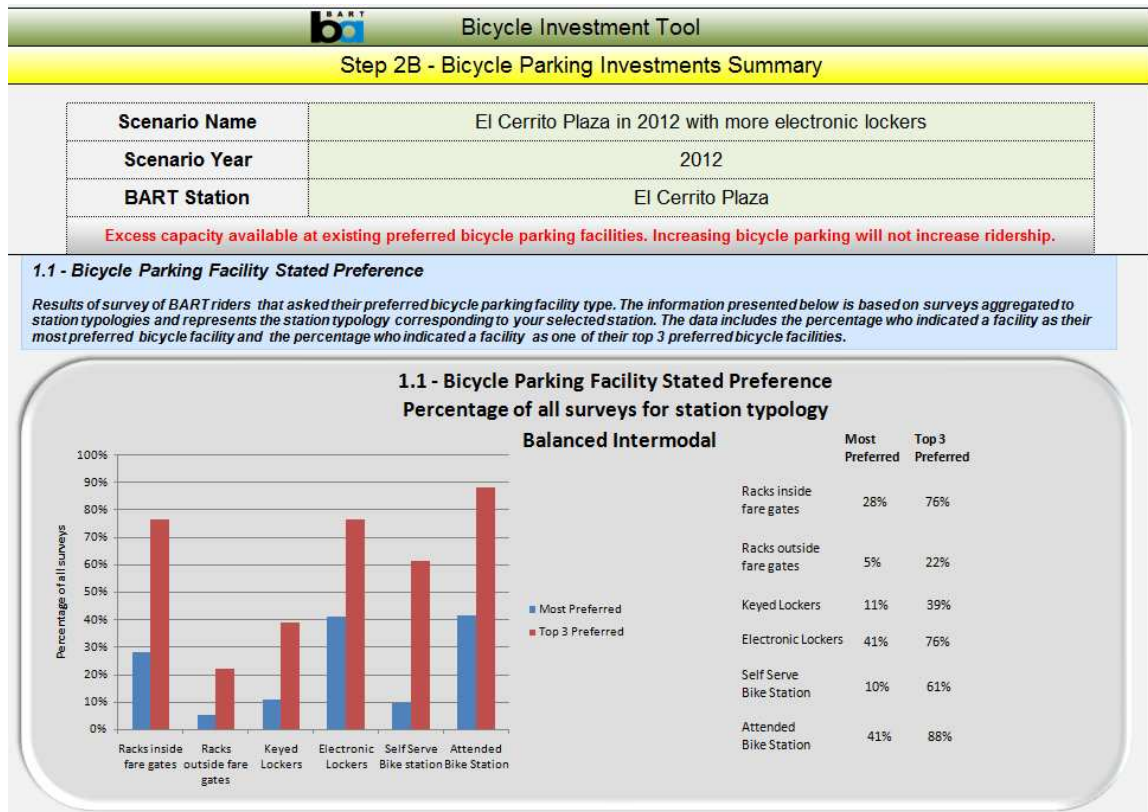 BART
ba
Bicycle Investment Tool
Step 2B - Bicycle Parking Investments Summary
Scenario Name El Cerrito Plaza in 2012 with more electronic lockers
Scenario Year 2012
BART Station El Cerrito Plaza
Excess capacity available at existing preferred bicycle parking facilities. Increasing bicycle parking will not increase ridership.
1.1 - Bicycle Parking Facility Stated Preference
Results of survey of BART riders that asked their preferred bicycle parking facility type. The information presented below is based on surveys aggregated to
station typologies and represents the station typology corresponding to your selected station. The data includes the percentage who indicated a facility as their
most preferred bicycle facility and the percentage who indicated a facility as one of their top 3 preferred bicycle facilities.
1.1 - Bicycle Parking Facility Stated Preference
Percentage of all surveys for station typology
Balanced Intermodal
Percentage of all surveys
100%
90%
80%
70%
60%
50%
40%
30%
20%
10%
0%
Racks inside
fare gates
Racks
outside fare
gates
Keyed
Lockers
Electronic
Lockers
Self Serve
Bike station
Attended
Bike Station
Most Preferred
Top 3 Preferred
Most
Preferred
Top 3
Preferred
Racks inside
fare gates
28% 76%
Racks outside
fare gates
5% 22%
Keyed Lockers 11% 39%
Electronic Lockers 41% 76%
Self Serve
Bike Station
10% 61%
Attended
Bike Station
41% 88%